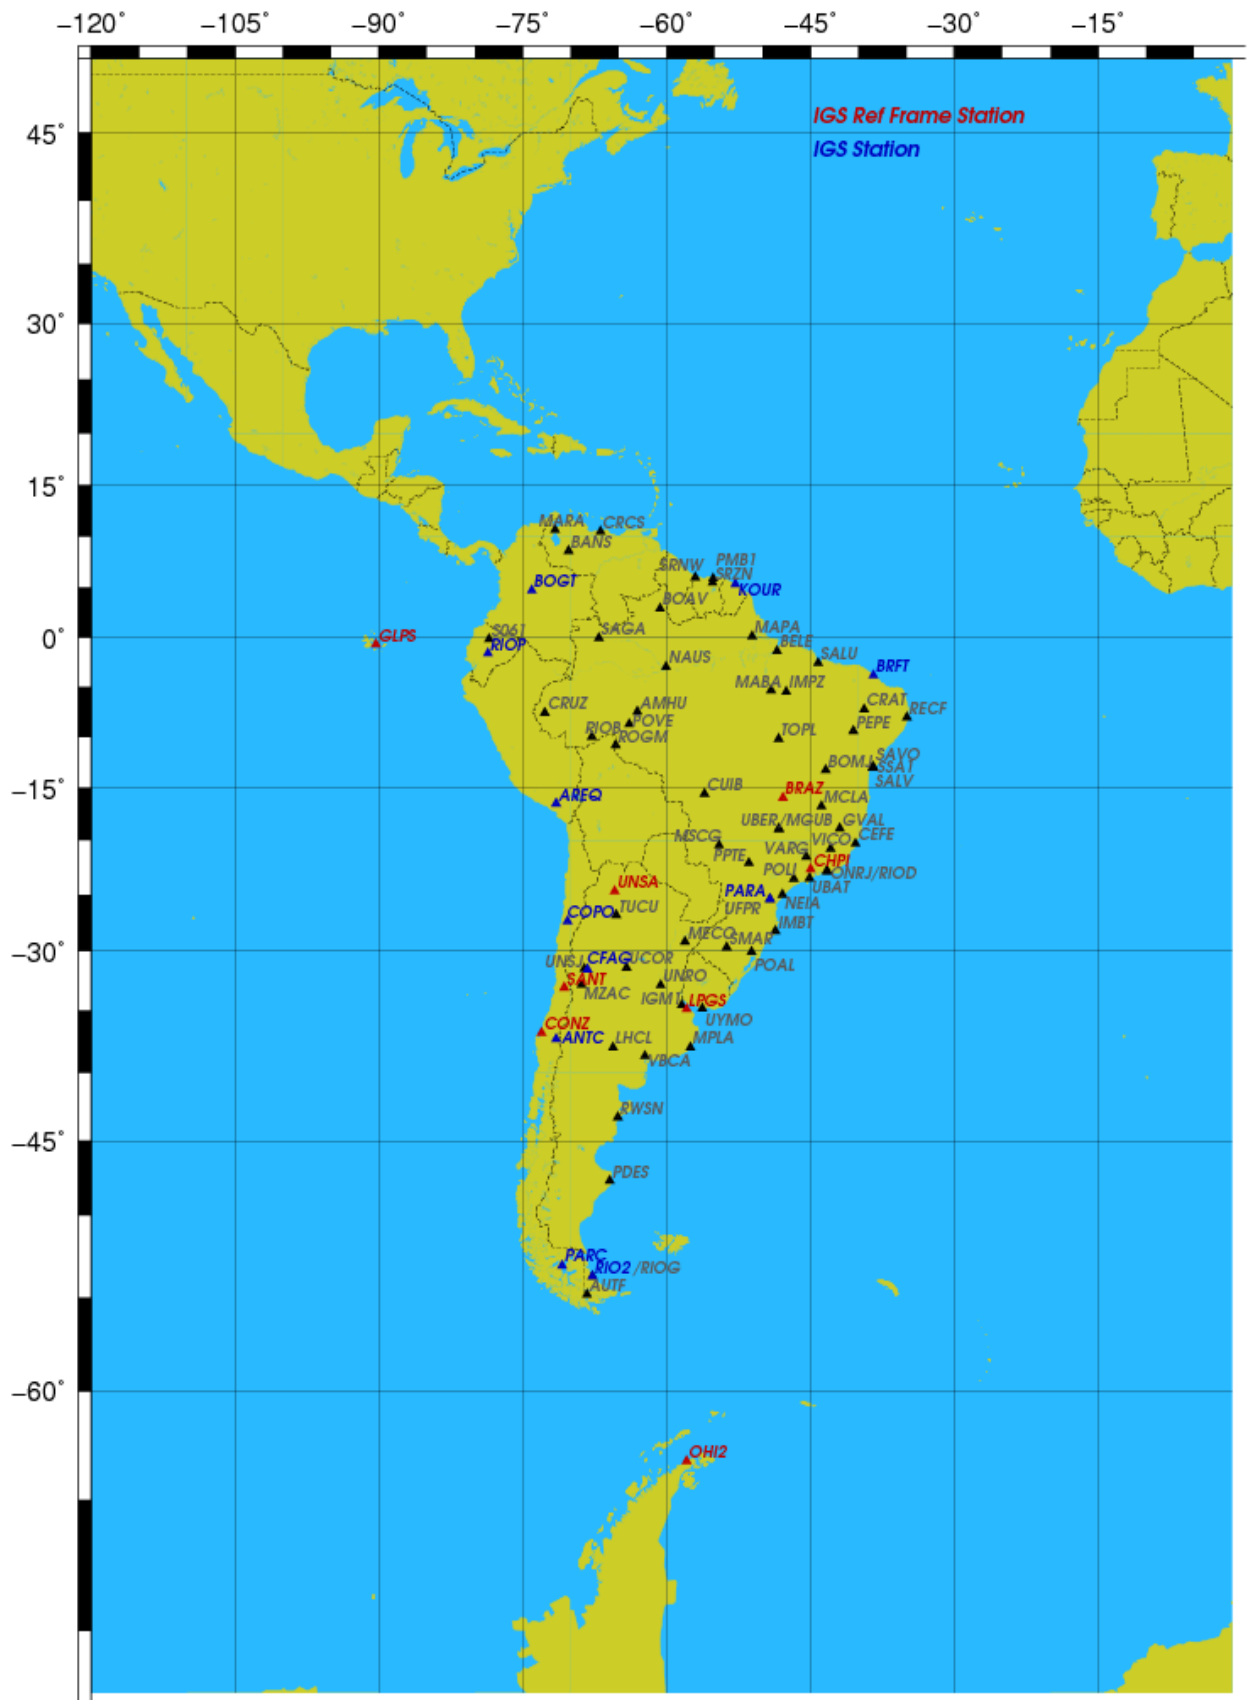 −120° −105° −90° −75° −60° −45° −30° −15°
IGS Ref Frame Station
45°
IGS Station
30°
15°
MARA CRCS
BANS
PMB1
SRNW
SRZN
BOGT
KOUR
BOAV
MAPA
S061 SAGA
0° GLPS
RIOP
BELE
SALU
NAUS
BRFT
MABA IMPZ
CRUZ AMHU CRAT
RECF
POVE PEPE
RIOB TOPL
ROGM
SAVO
BOMJ SSAT
SALV
−15° AREQ CUIB BRAZ
MCLA
UBER/MGUB GVAL
MSCG VICO CEFE
VARG
PPTE CHPI
POLI ONRJ/RIOD
UNSA PARA UBAT
NEIA
COPO TUCU UFPR
IMBT
MECO SMAR
−30° UNSJ CFAG UCOR POAL
SANT UNRO
MZAC IGM1 LPGS
UYMO
CONZ
ANTC LHCL MPLA
VBCA
RWSN
−45°
PDES
PARC
RIO2 /RIOG
AUTF
−60°
OHI2